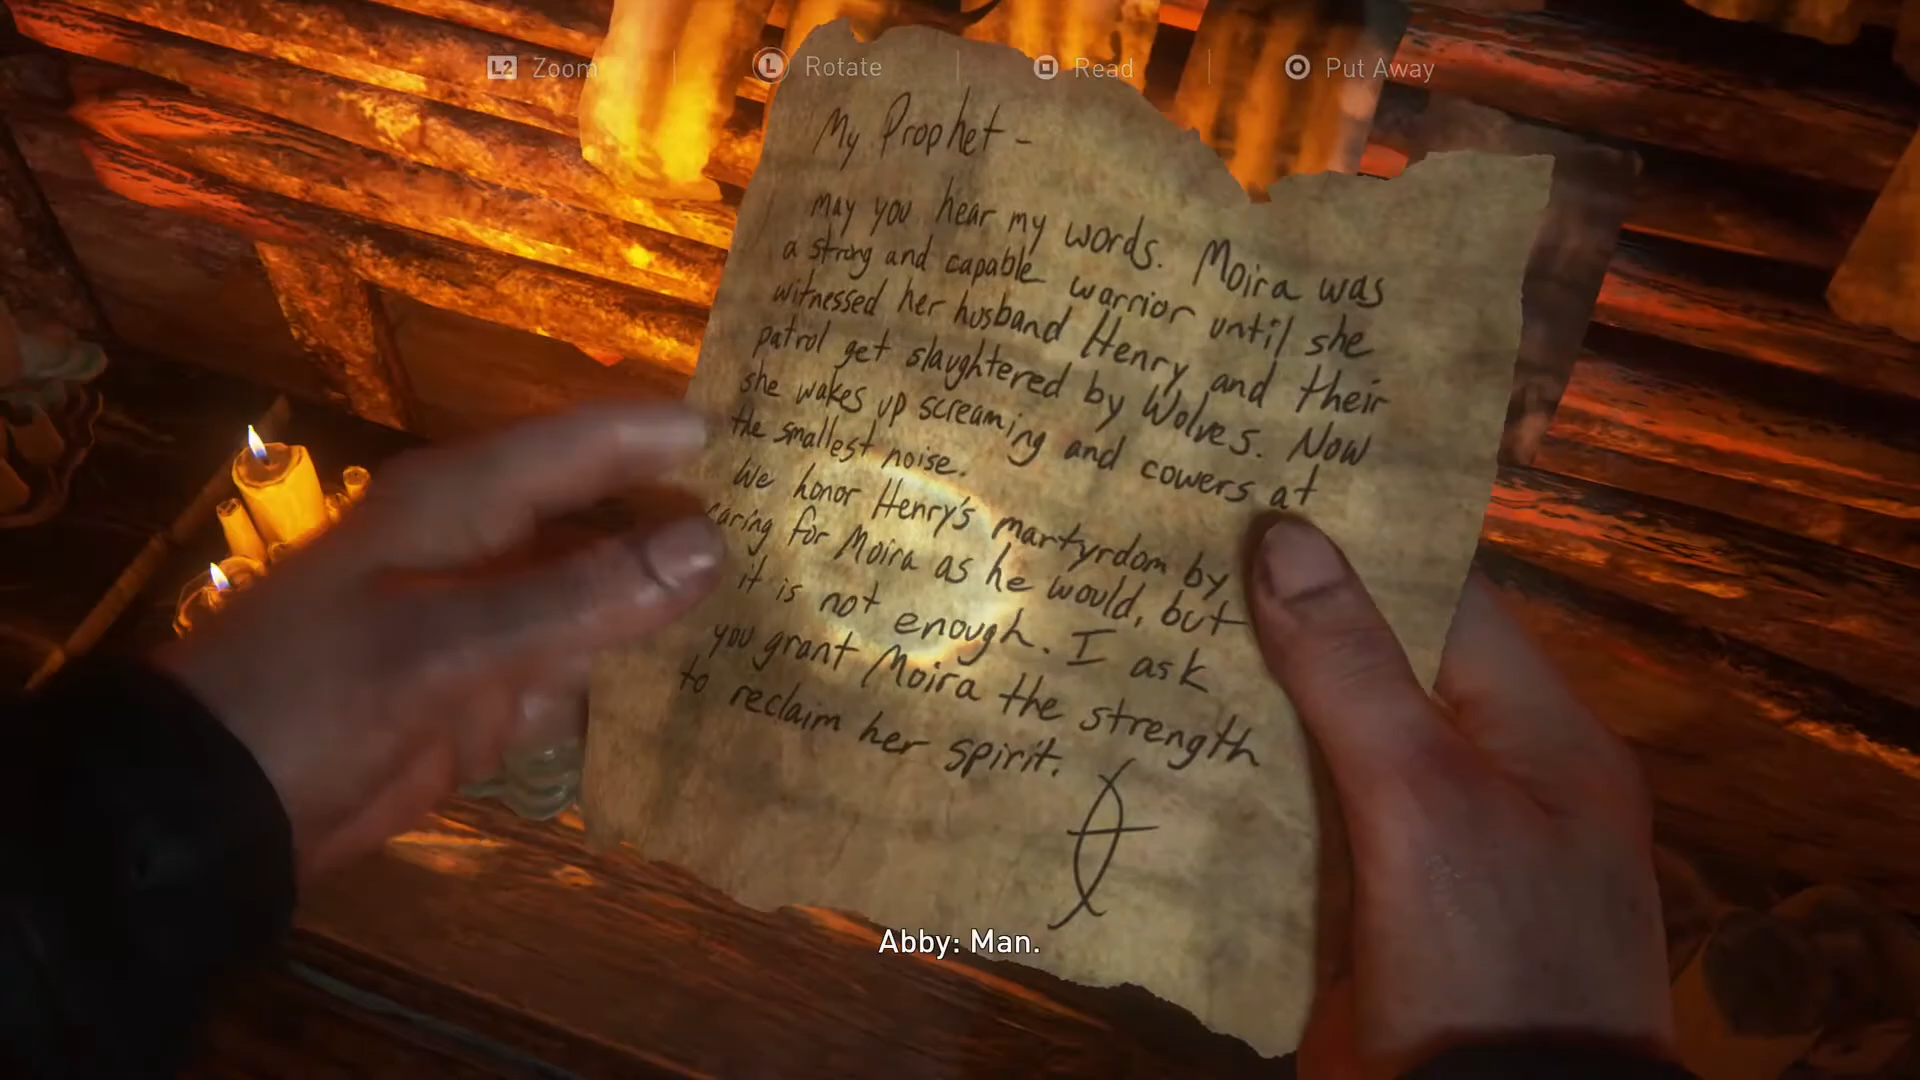 L2 Zoom L Rotate Read Put Away
My Prophet -
may you hear my words. Moira was
a strong and capable warrior until she
witnessed her husband Henry and their
patrol get slaughtered by Wolves. Now
she wakes up screaming and cowers at
the smallest noise.
We honor Henry's martyrdom by
caring for Moira as he would, but
it is not enough. I ask
you grant Moira the strength
to reclaim her spirit.
Abby: Man.